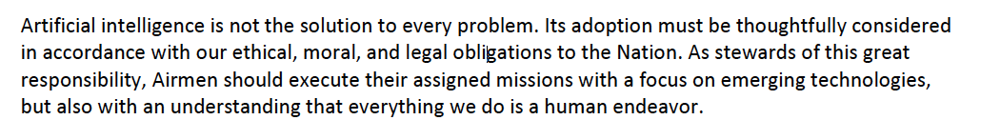 Artificial intelligence is not the solution to every problem. Its adoption must be thoughtfully considered
in accordance with our ethical, moral, and legal obligations to the Nation. As stewards of this great
responsibility, Airmen should execute their assigned missions with a focus on emerging technologies,
but also with an understanding that everything we do is a human endeavor.